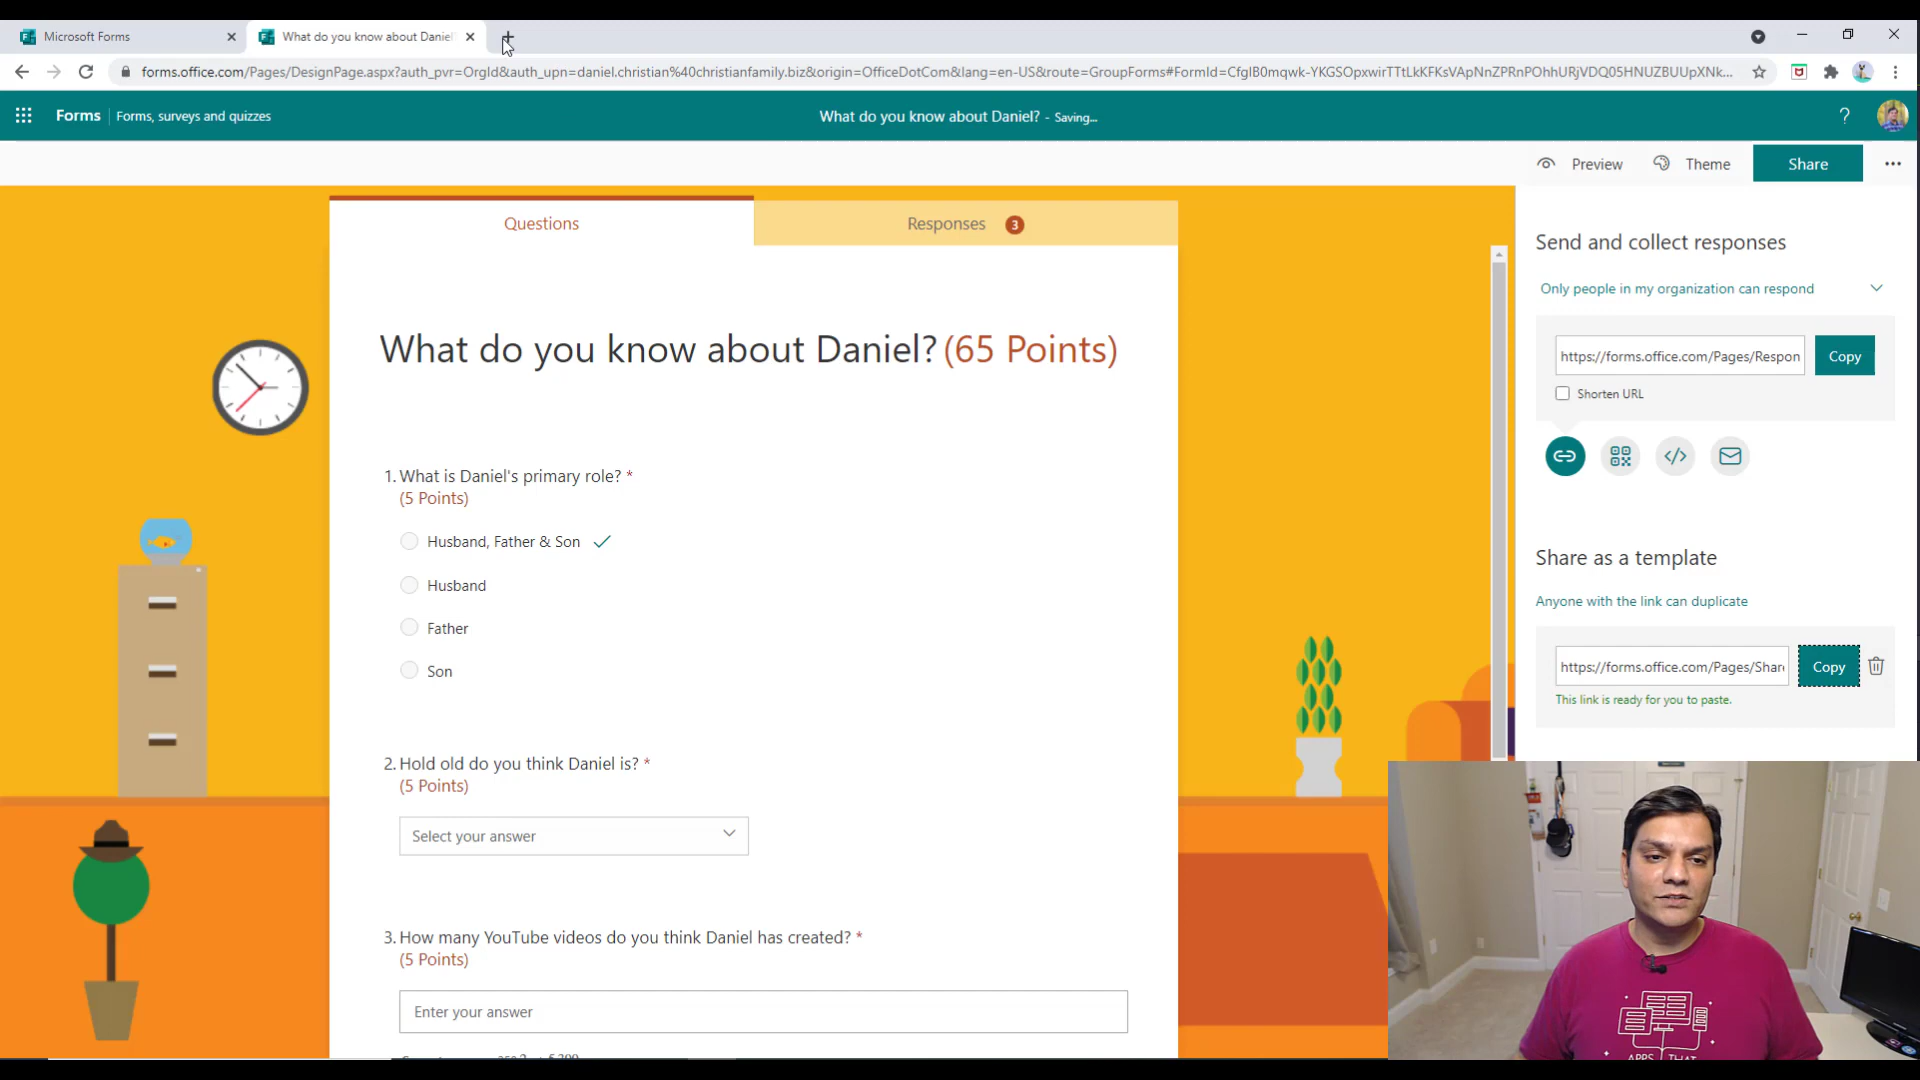 Microsoft Forms
What do you know about Daniel
forms.office.com/Pages/DesignPage.aspx?auth_pvr=OrgId&auth_upn=daniel.christian%40christianfamily.biz&origin=OfficeDotCom&lang=en-US&route=GroupForms#FormId=CfgIB0mqwk-YKGSOpxwirTTtLkKFKsVApNnZPRnPOhhURjVDQ05HNUZBUUpXNk...
Forms
Forms, surveys and quizzes
What do you know about Daniel? - Saving...
?
Preview
Theme
Share
Questions
Responses 3
Send and collect responses
Only people in my organization can respond
https://forms.office.com/Pages/Respon
Copy
Shorten URL
Share as a template
Anyone with the link can duplicate
https://forms.office.com/Pages/Share
Copy
This link is ready for you to paste.
What do you know about Daniel? (65 Points)
1. What is Daniel's primary role? *
(5 Points)
Husband, Father & Son
Husband
Father
Son
2. Hold old do you think Daniel is? *
(5 Points)
Select your answer
3. How many YouTube videos do you think Daniel has created? *
(5 Points)
Enter your answer
APPS THAT